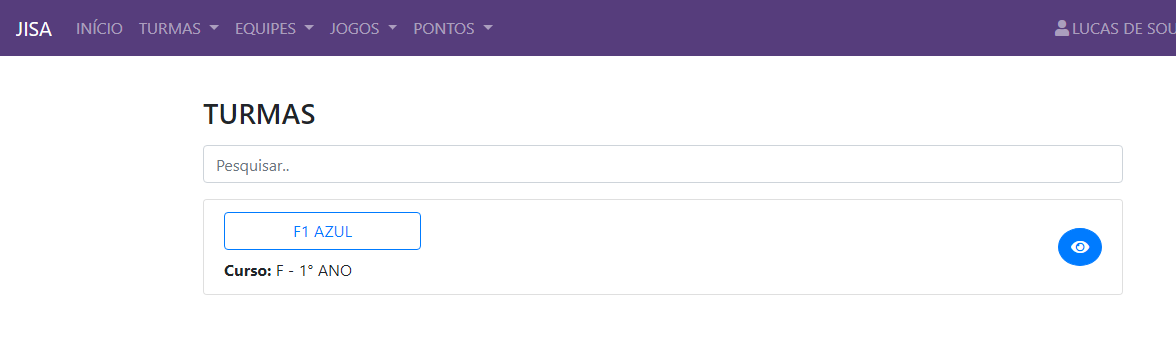 JISA INÍCIO TURMAS EQUIPES JOGOS PONTOS LUCAS DE SOU
TURMAS
Pesquisar..
F1 AZUL
Curso: F - 1° ANO